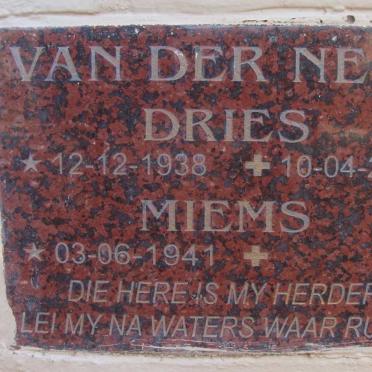 VAN DER NE
DRIES
★ 12-12-1938 ✚ 10-04-2
MIEMS
★ 03-06-1941 ✚
DIE HERE IS MY HERDER
LEI MY NA WATERS WAAR RU